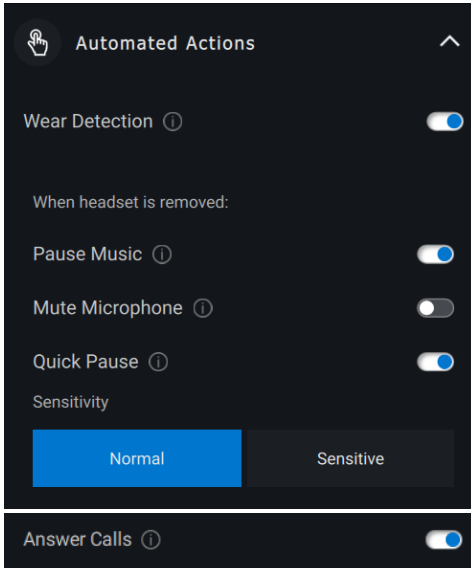 Automated Actions
Wear Detection
When headset is removed:
Pause Music
Mute Microphone
Quick Pause
Sensitivity
Normal Sensitive
Answer Calls